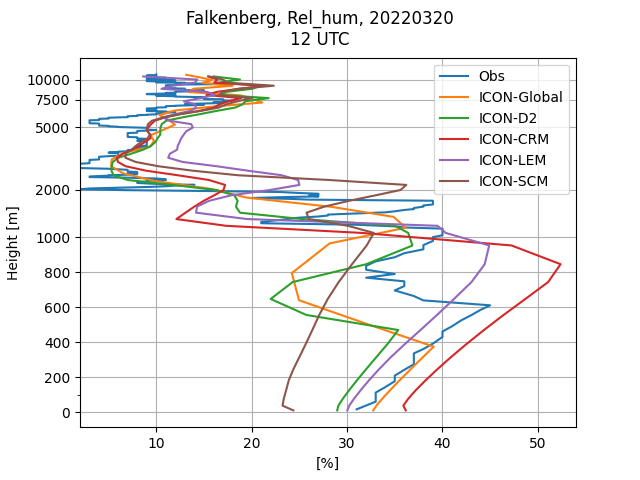 Falkenberg, Rel_hum, 20220320
12 UTC
Obs
ICON-Global
ICON-D2
ICON-CRM
ICON-LEM
ICON-SCM
Height [m]
10000
7500
5000
2000
1000
800
600
400
200
0
10
20
30
40
50
[%]